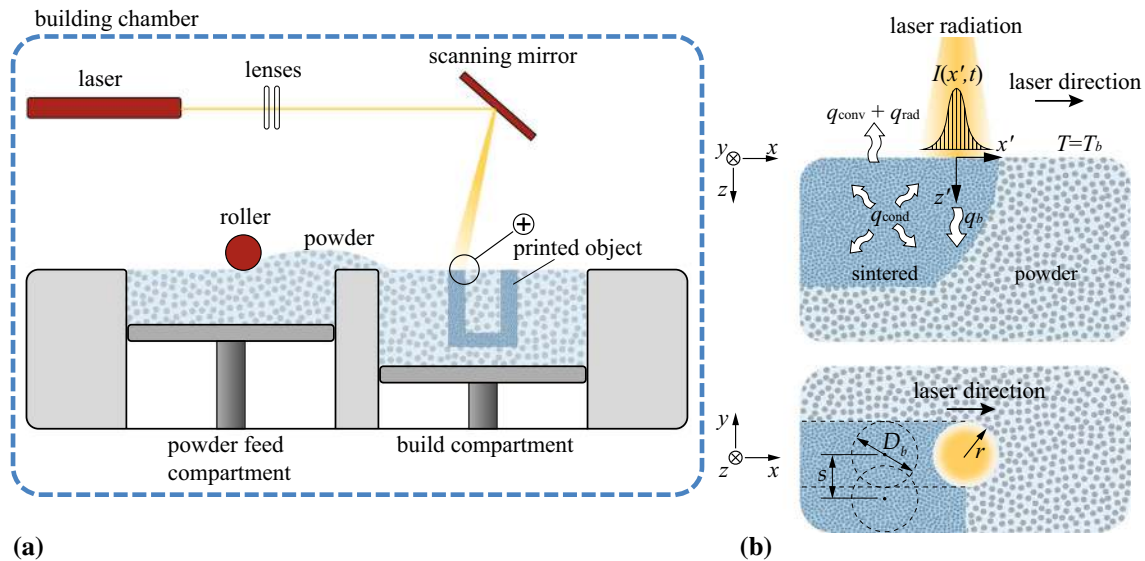 building chamber
laser
lenses
scanning mirror
roller
powder
printed object
powder feed
compartment
build compartment
(a)
laser radiation
I(x′,t)
laser direction
qconv + qrad
y
x
z
x′
T=Tb
z′
qcond
qb
sintered
powder
laser direction
y
z
x
Db
r
s
(b)